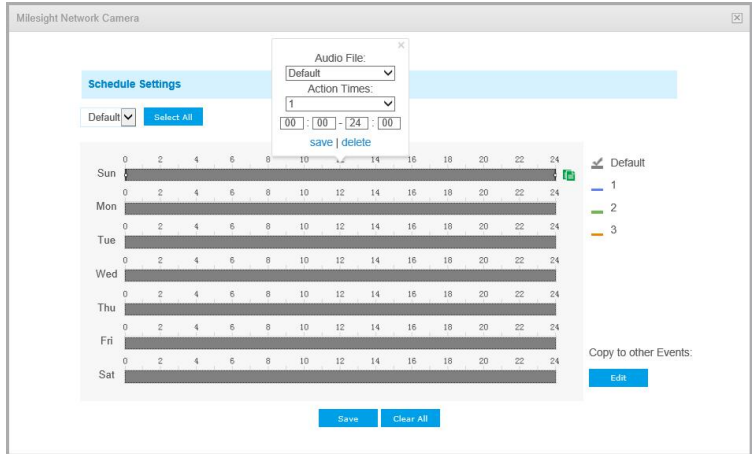 Milesight Network Camera
Audio File:
Default
Action Times:
1
00 : 00 - 24 : 00
save | delete
Schedule Settings
Default
Select All
0 2 4 6 8 10 12 14 16 18 20 22 24
Sun
0 2 4 6 8 10 12 14 16 18 20 22 24
Mon
0 2 4 6 8 10 12 14 16 18 20 22 24
Tue
0 2 4 6 8 10 12 14 16 18 20 22 24
Wed
0 2 4 6 8 10 12 14 16 18 20 22 24
Thu
0 2 4 6 8 10 12 14 16 18 20 22 24
Fri
0 2 4 6 8 10 12 14 16 18 20 22 24
Sat
Default
1
2
3
Copy to other Events:
Edit
Save
Clear All